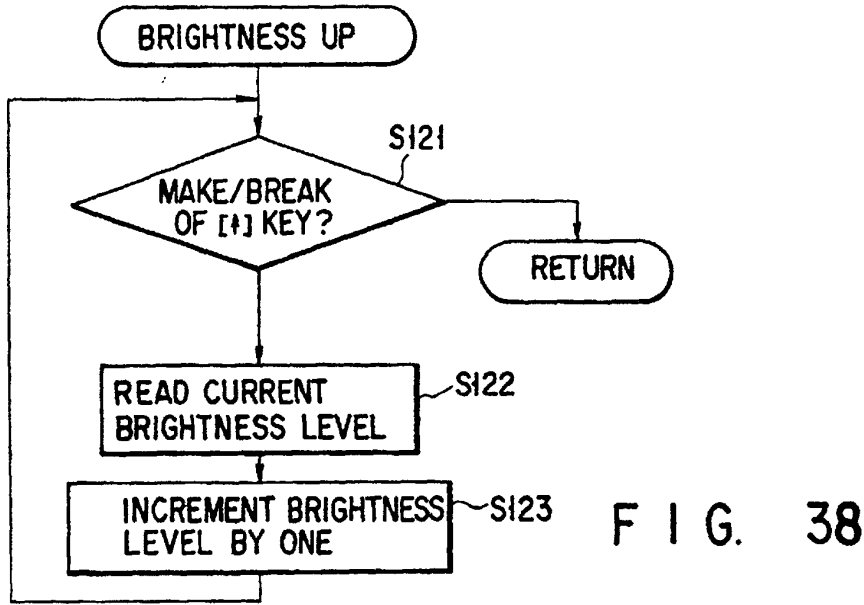 BRIGHTNESS UP
S121
MAKE/BREAK
OF [↑] KEY?
RETURN
READ CURRENT
BRIGHTNESS LEVEL
S122
INCREMENT BRIGHTNESS
LEVEL BY ONE
S123
FIG. 38